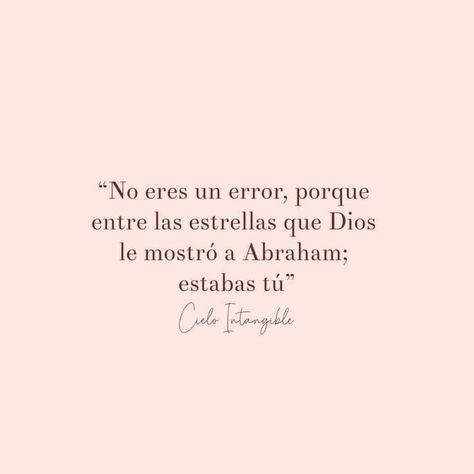 “No eres un error, porque
entre las estrellas que Dios
le mostró a Abraham;
estabas tú”
Cielo Intangible